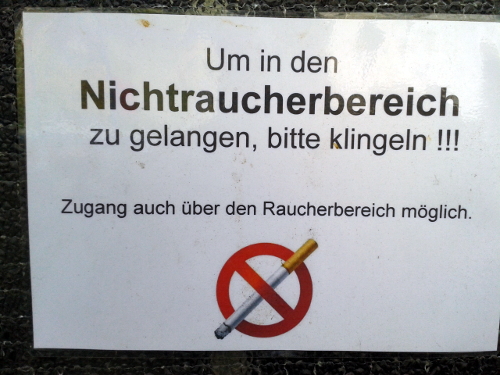 Um in den
Nichtraucherbereich
zu gelangen, bitte klingeln !!!
Zugang auch über den Raucherbereich möglich.